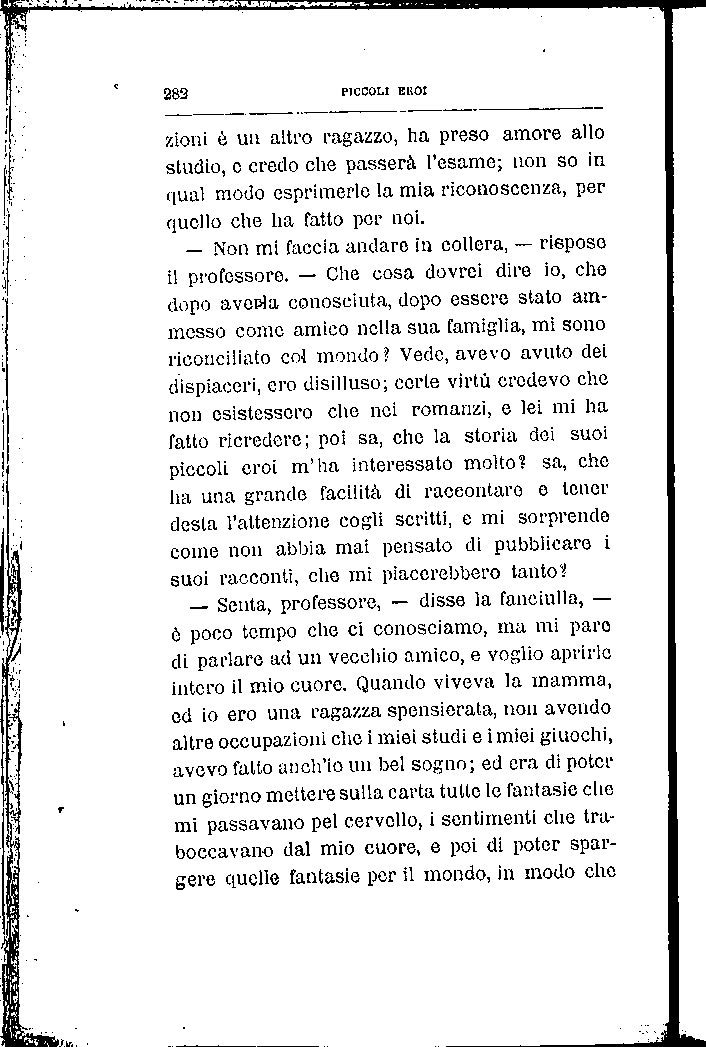 282 PICCOLI EROI
zioni è un altro ragazzo, ha preso amore allo
studio, e credo che passerà l'esame; non so in
qual modo esprimerle la mia riconoscenza, per
quello che ha fatto per noi.
— Non mi faccia andare in collera, — rispose
il professore. — Che cosa dovrei dire io, che
dopo averla conosciuta, dopo essere stato am-
messo come amico nella sua famiglia, mi sono
riconciliato col mondo? Vede, avevo avuto dei
dispiaceri, ero disilluso; certe virtù credevo che
non esistessero che nei romanzi, e lei mi ha
fatto ricredere; poi sa, che la storia dei suoi
piccoli eroi m'ha interessato molto? sa, che
ha una grande facilità di raccontare e tener
desta l'attenzione cogli scritti, e mi sorprende
come non abbia mai pensato di pubblicare i
suoi racconti, che mi piacerebbero tanto?
— Senta, professore, — disse la fanciulla, —
è poco tempo che ci conosciamo, ma mi pare
di parlare ad un vecchio amico, e voglio aprirle
intero il mio cuore. Quando viveva la mamma,
ed io ero una ragazza spensierata, non avendo
altre occupazioni che i miei studi e i miei giuochi,
avevo fatto anch'io un bel sogno; ed era di poter
un giorno mettere sulla carta tutte le fantasie che
mi passavano pel cervello, i sentimenti che tra-
boccavano dal mio cuore, e poi di poter spar-
gere quelle fantasie per il mondo, in modo che